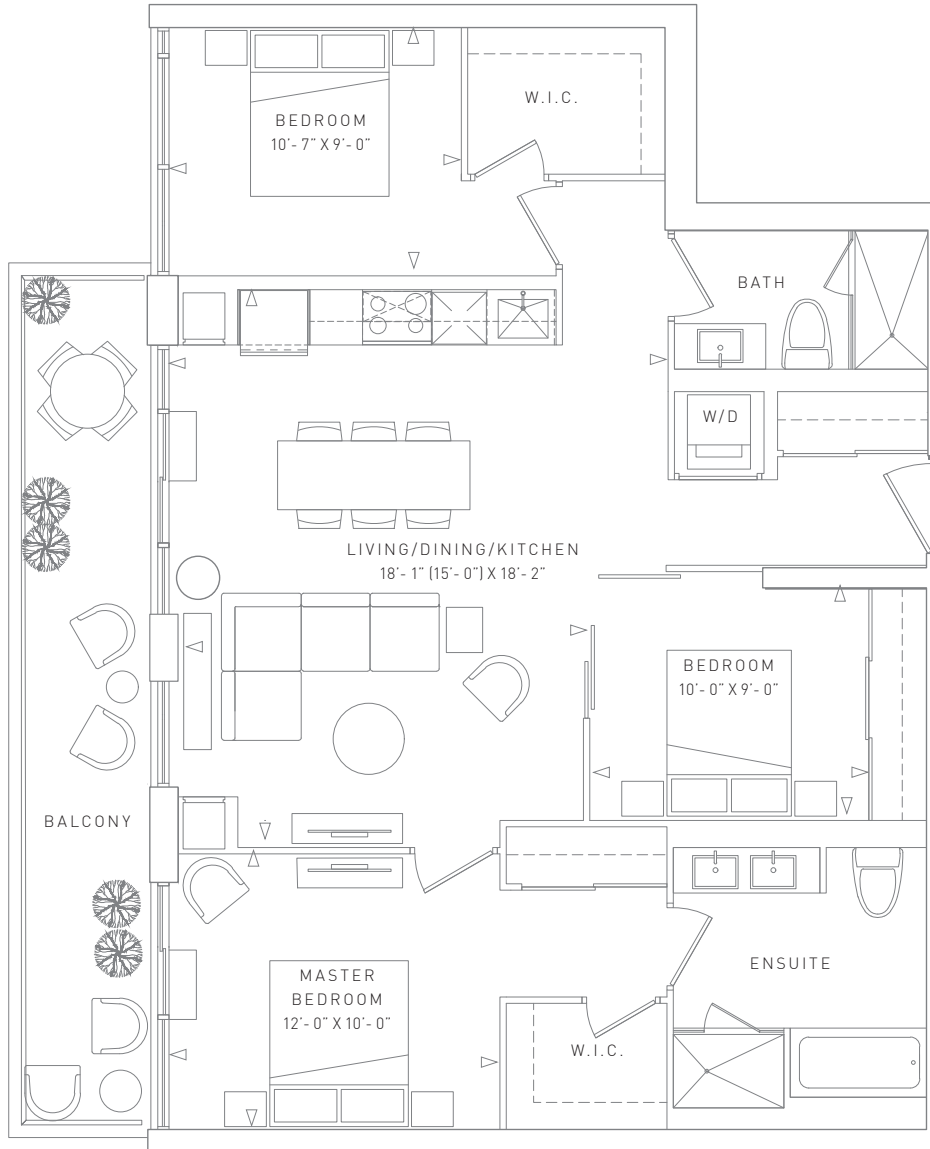 W.I.C.
BEDROOM
10'-7" X 9'-0"
BATH
W/D
LIVING/DINING/KITCHEN
18'-1" (15'-0") X 18'-2"
BEDROOM
10'-0" X 9'-0"
BALCONY
ENSUITE
MASTER
BEDROOM
12'-0" X 10'-0"
W.I.C.